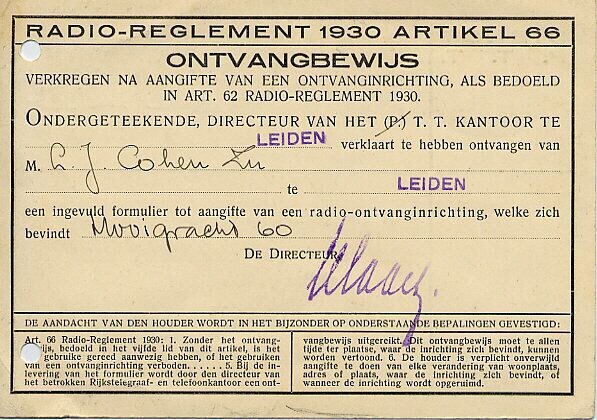 RADIO-REGLEMENT 1930 ARTIKEL 66
ONTVANGBEWIJS
VERKREGEN NA AANGIFTE VAN EEN ONTVANGINRICHTING, ALS BEDOELD
IN ART. 62 RADIO-REGLEMENT 1930.
ONDERGETEEKENDE, DIRECTEUR VAN HET (P.) T. T. KANTOOR TE
LEIDEN verklaart te hebben ontvangen van
M. L. J. Cohen Zn
te LEIDEN
een ingevuld formulier tot aangifte van een radio-ontvanginrichting, welke zich
bevindt Mooigracht 60
DE DIRECTEUR,
DE AANDACHT VAN DEN HOUDER WORDT IN HET BIJZONDER OP ONDERSTAANDE BEPALINGEN GEVESTIGD:
Art. 66 Radio-Reglement 1930: 1. Zonder het ontvang-
wijs, bedoeld in het vijfde lid van dit artikel, is het
gebruike gereed aanwezig hebben, of het gebruiken
van een ontvanginrichting verboden. . . . . 5. Bij de in-
levering van het formulier wordt door den directeur van
het betrokken Rijkstelegraaf- en telefoonkantoor een ont-
vangbewijs uitgereikt. Dit ontvangbewijs moet te allen
tijde ter plaatse, waar de inrichting zich bevindt, kunnen
worden vertoond. 6. De houder is verplicht onverwijld
aangifte te doen van elke verandering van woonplaats,
adres of plaats, waar de inrichting zich bevindt, of
wanneer de inrichting wordt opgeruimd.